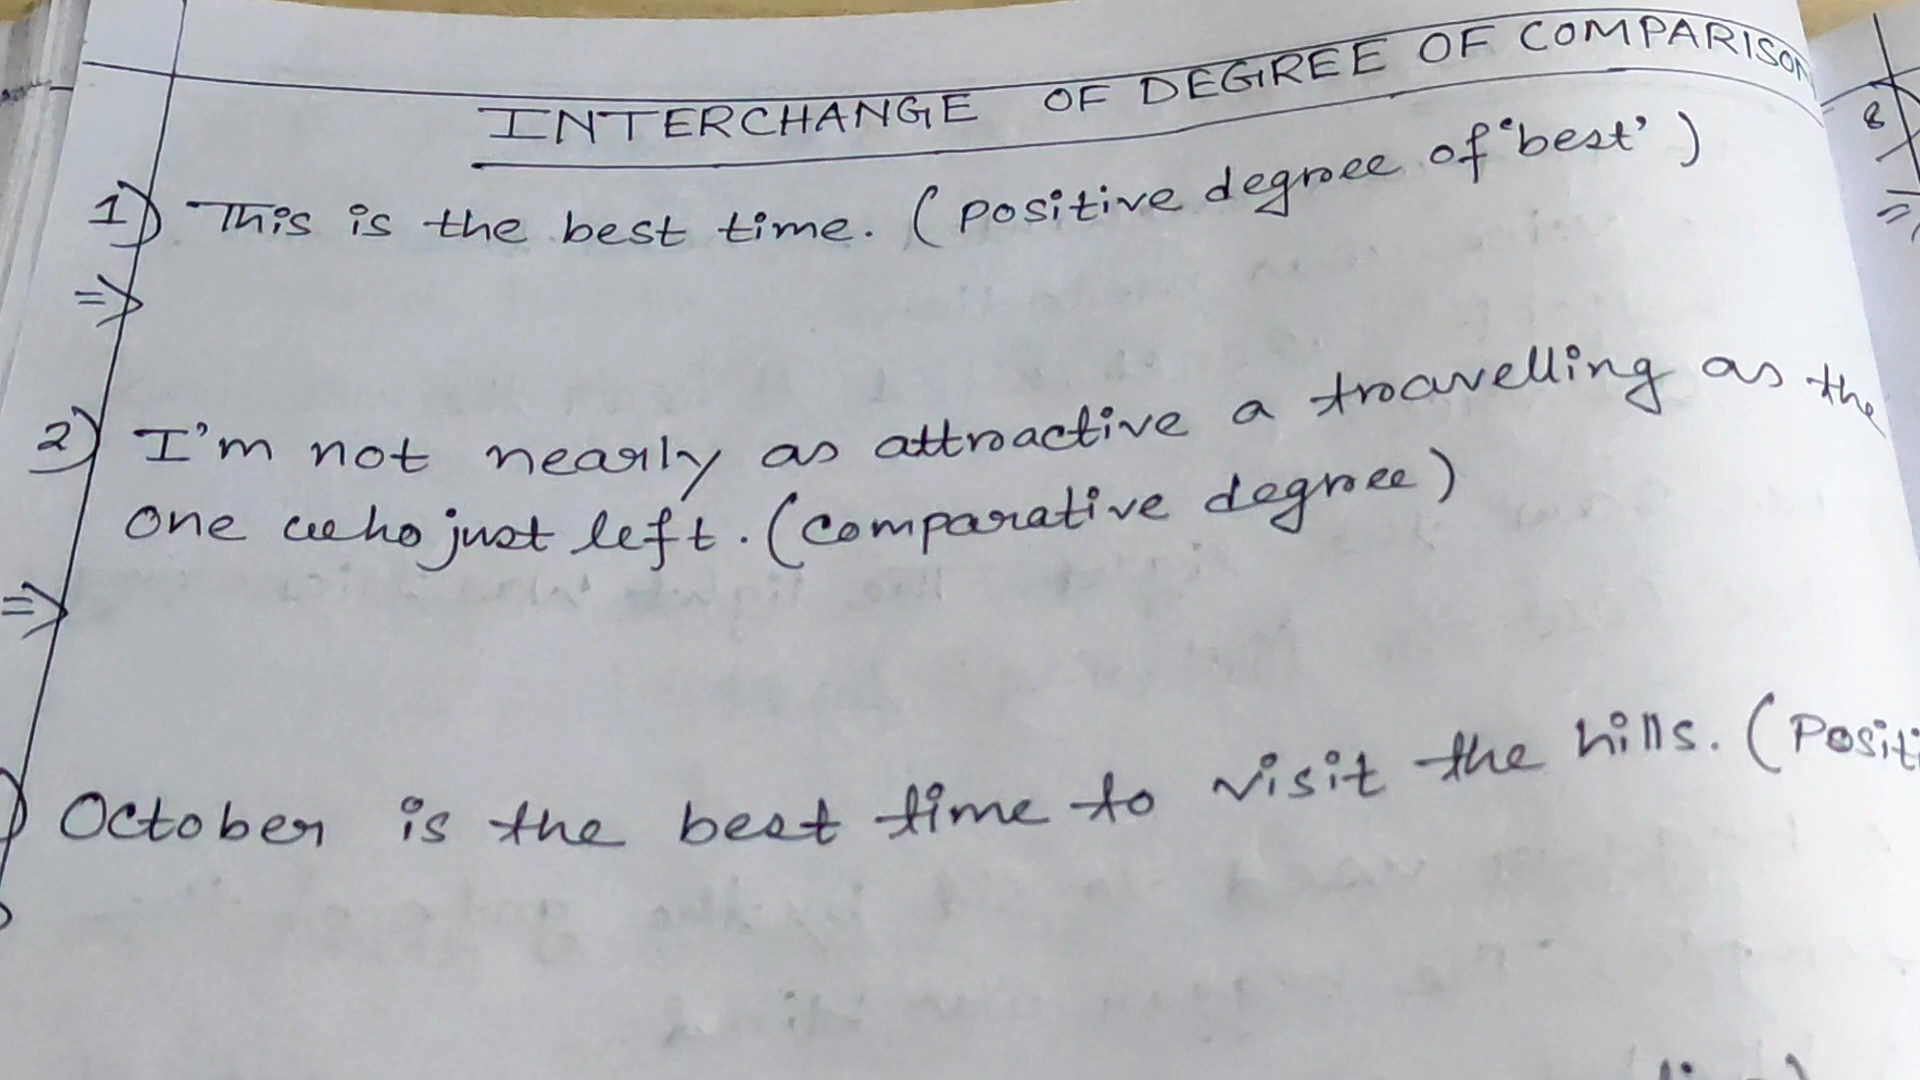 INTERCHANGE OF DEGREE OF COMPARISON
1) This is the best time. (positive degree of 'best')
⇒
2) I'm not nearly as attractive a travelling as the
one who just left. (comparative degree)
⇒
) October is the best time to visit the hills. (Positi
8
⇒